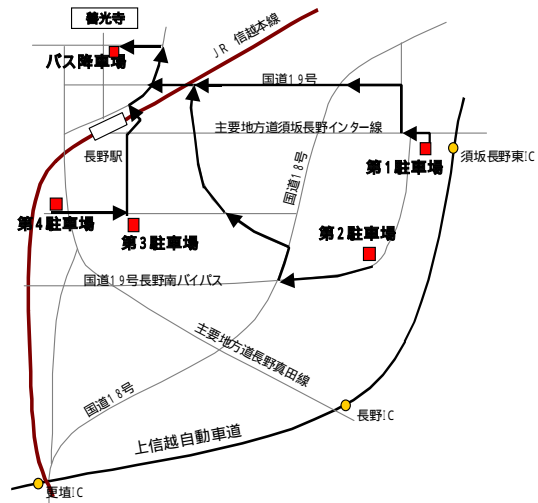 善光寺
JR 信越本線
バス降車場
国道19号
主要地方道須坂長野インター線
長野駅
国道18号
第1駐車場
須坂長野東IC
第4駐車場
第3駐車場
第2駐車場
国道19号長野南バイパス
主要地方道長野真田線
国道18号
長野IC
上信越自動車道
更埴IC